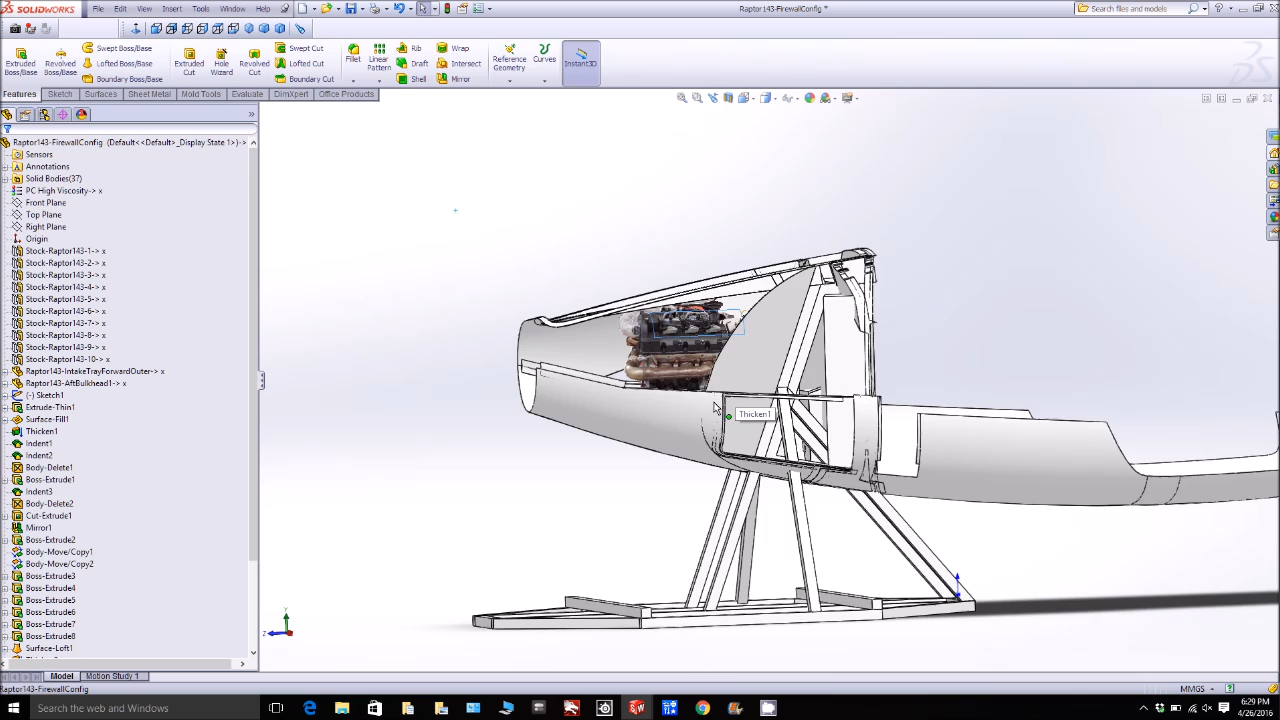 SOLIDWORKS
File Edit View Insert Tools Window Help
Raptor143-FirewallConfig *
Search files and models
Extruded Boss/Base
Revolved Boss/Base
Swept Boss/Base
Lofted Boss/Base
Boundary Boss/Base
Extruded Cut
Hole Wizard
Revolved Cut
Swept Cut
Lofted Cut
Boundary Cut
Fillet
Linear Pattern
Rib
Draft
Shell
Wrap
Intersect
Mirror
Reference Geometry
Curves
Instant3D
Features Sketch Surfaces Sheet Metal Mold Tools Evaluate DimXpert Office Products
Raptor143-FirewallConfig (Default<<Default>_Display State 1>)->
Sensors
Annotations
Solid Bodies(37)
PC High Viscosity-> x
Front Plane
Top Plane
Right Plane
Origin
Stock-Raptor143-1-> x
Stock-Raptor143-2-> x
Stock-Raptor143-3-> x
Stock-Raptor143-4-> x
Stock-Raptor143-5-> x
Stock-Raptor143-6-> x
Stock-Raptor143-7-> x
Stock-Raptor143-8-> x
Stock-Raptor143-9-> x
Stock-Raptor143-10-> x
Raptor143-IntakeTrayForwardOuter-> x
Raptor143-AftBulkhead1-> x
(-) Sketch1
Extrude-Thin1
Surface-Fill1
Thicken1
Indent1
Indent2
Body-Delete1
Boss-Extrude1
Indent3
Body-Delete2
Cut-Extrude1
Mirror1
Boss-Extrude2
Body-Move/Copy1
Body-Move/Copy2
Boss-Extrude3
Boss-Extrude4
Boss-Extrude5
Boss-Extrude6
Boss-Extrude7
Boss-Extrude8
Surface-Loft1
Thicken1
Y
Z
Model Motion Study 1
Raptor143-FirewallConfig
MMGS
Search the web and Windows
6:29 PM
4/26/2016